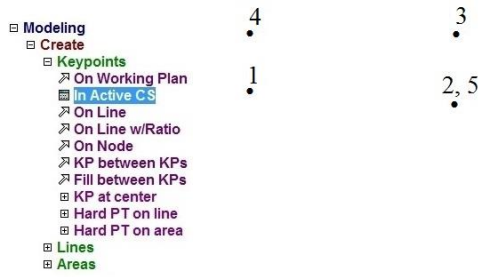 Modeling
Create
Keypoints
On Working Plan
In Active CS
On Line
On Line w/Ratio
On Node
KP between KPs
Fill between KPs
KP at center
Hard PT on line
Hard PT on area
Lines
Areas
4 3
1 2, 5